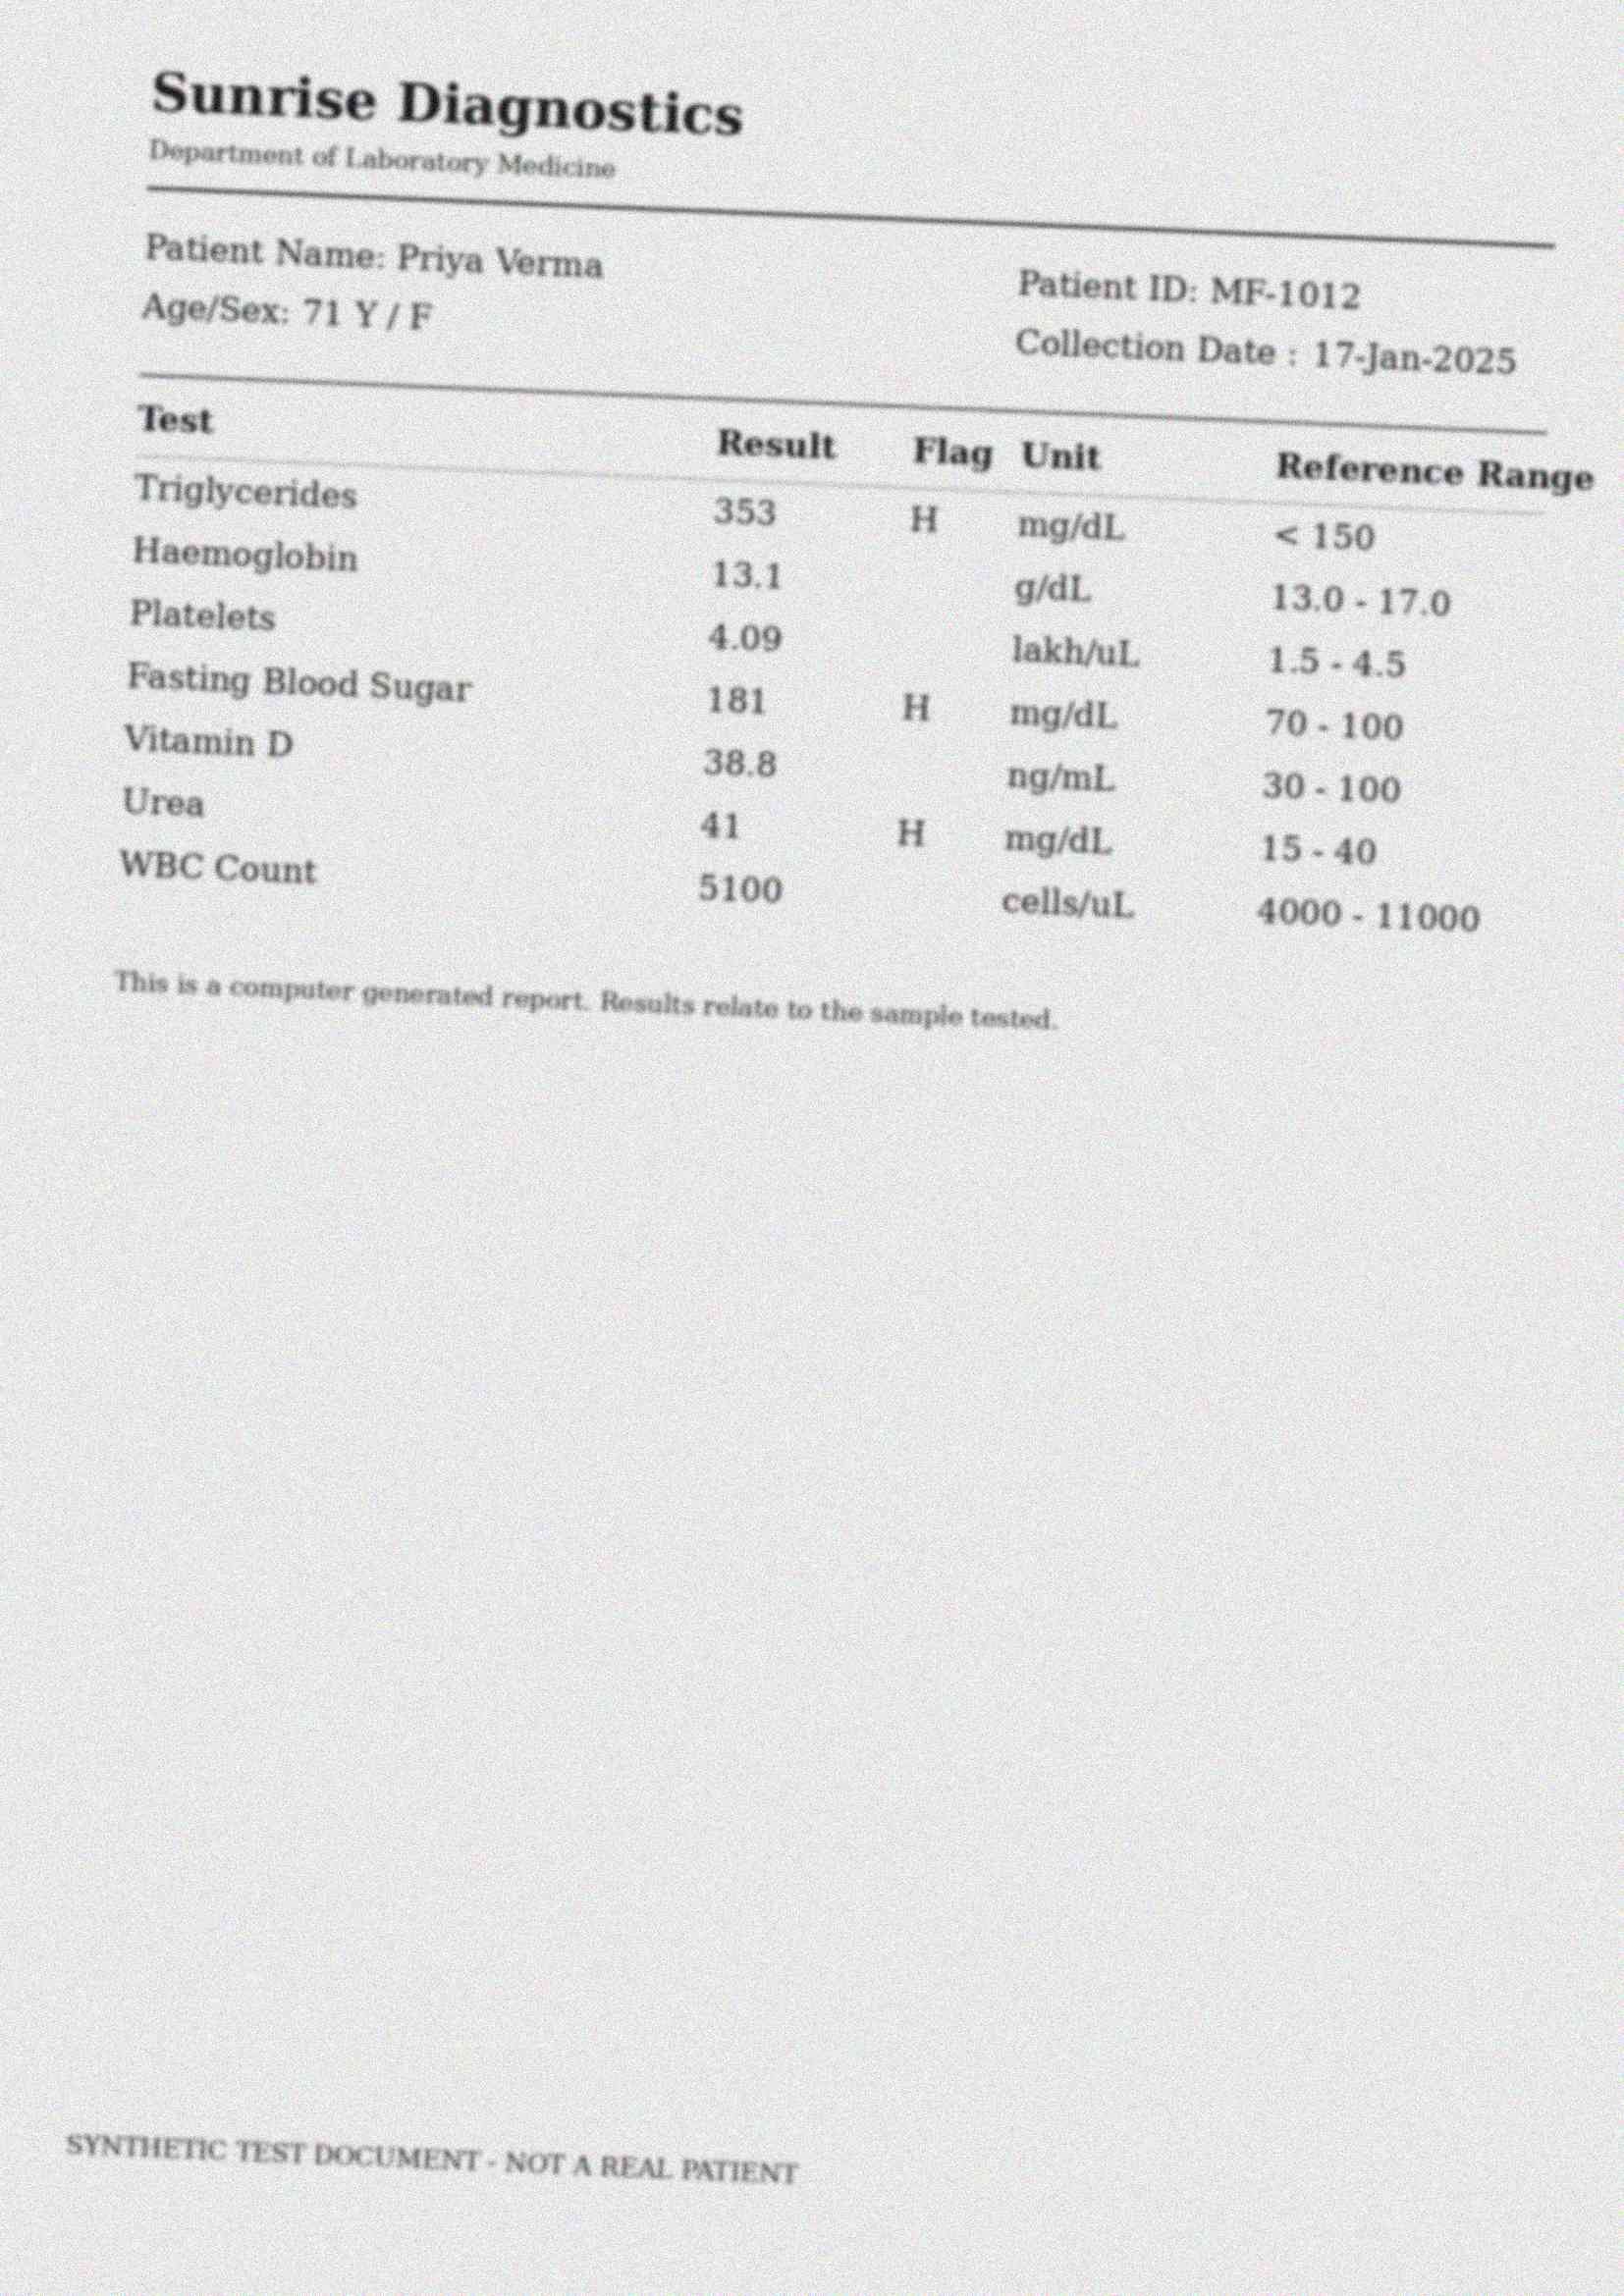 Sunrise Diagnostics
Department of Laboratory Medicine
Patient Name: Priya Verma Patient ID: MF-1012
Age/Sex: 71 Y / F Collection Date : 17-Jan-2025
Test Result Flag Unit Reference Range
Triglycerides 353 H mg/dL < 150
Haemoglobin 13.1 g/dL 13.0 - 17.0
Platelets 4.09 lakh/uL 1.5 - 4.5
Fasting Blood Sugar 181 H mg/dL 70 - 100
Vitamin D 38.8 ng/mL 30 - 100
Urea 41 H mg/dL 15 - 40
WBC Count 5100 cells/uL 4000 - 11000
This is a computer generated report. Results relate to the sample tested.
SYNTHETIC TEST DOCUMENT - NOT A REAL PATIENT